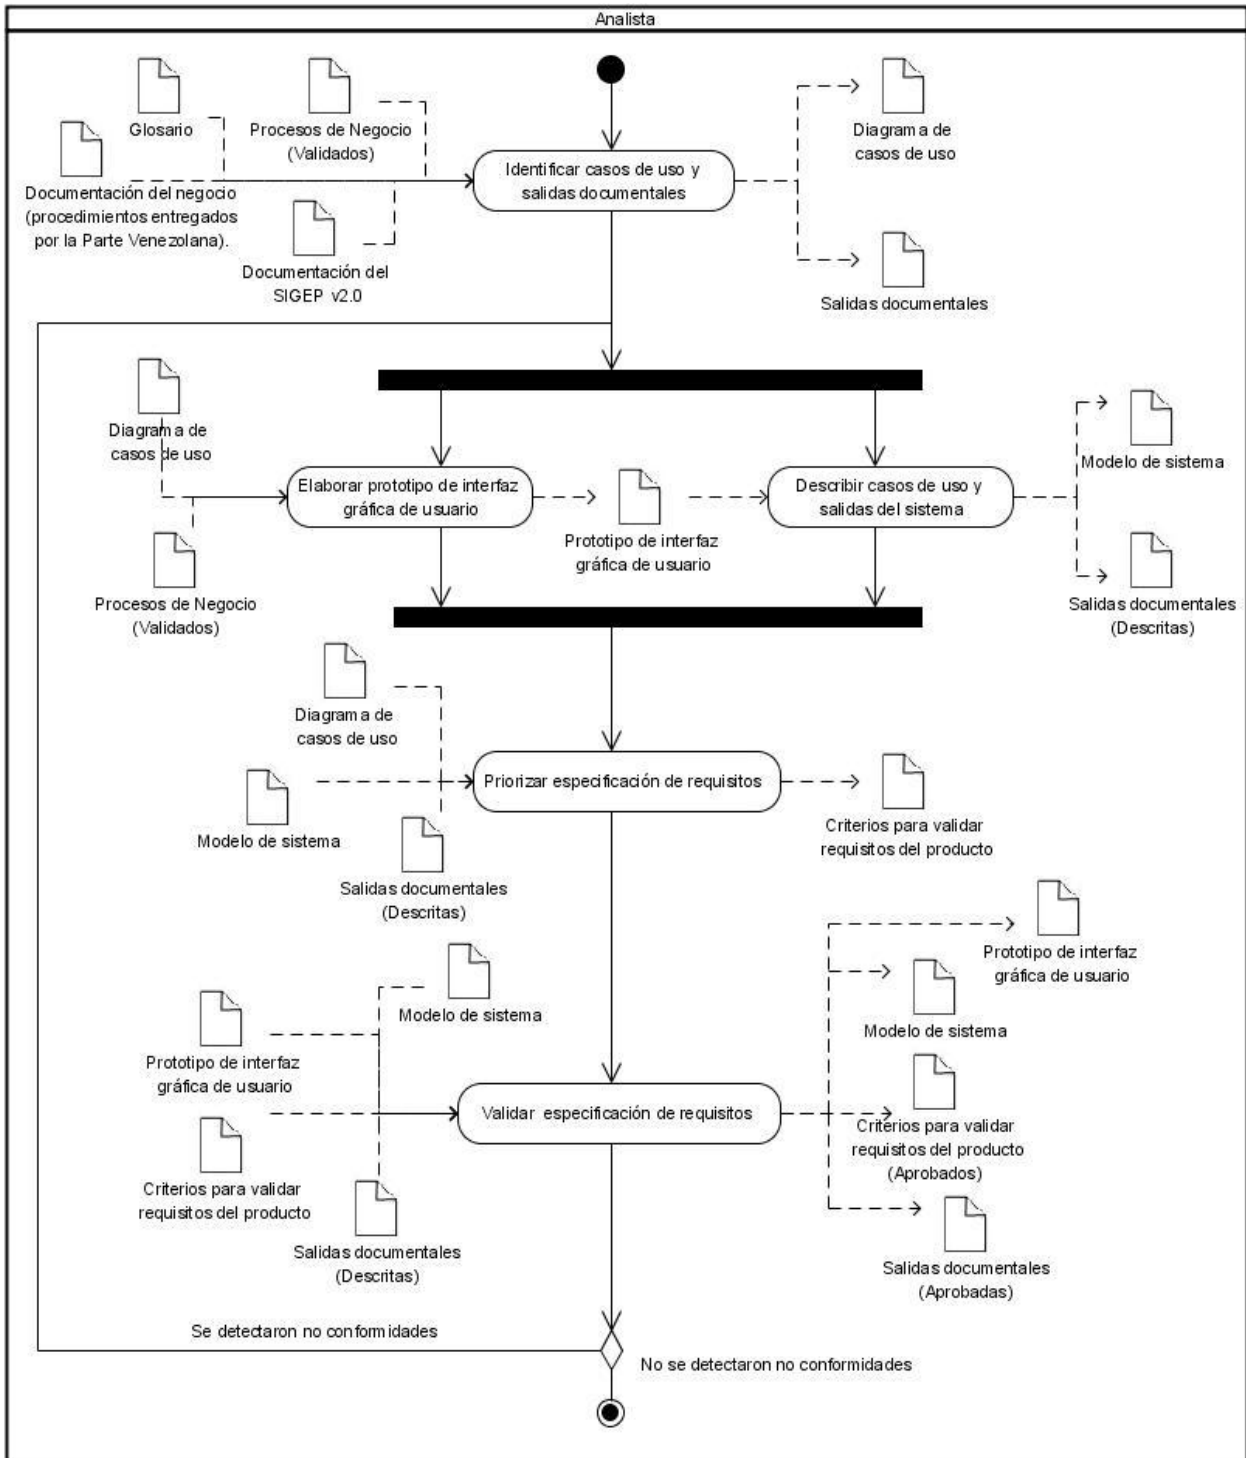 Analista
Glosario
Procesos de Negocio
(Validados)
Documentación del negocio
(procedimientos entregados
por la Parte Venezolana).
Documentación del
SIGEP v2.0
Identificar casos de uso y
salidas documentales
Diagrama de
casos de uso
Salidas documentales
Diagrama de
casos de uso
Procesos de Negocio
(Validados)
Elaborar prototipo de interfaz
gráfica de usuario
Prototipo de interfaz
gráfica de usuario
Describir casos de uso y
salidas del sistema
Modelo de sistema
Salidas documentales
(Descritas)
Diagrama de
casos de uso
Modelo de sistema
Salidas documentales
(Descritas)
Priorizar especificación de requisitos
Criterios para validar
requisitos del producto
Modelo de sistema
Prototipo de interfaz
gráfica de usuario
Criterios para validar
requisitos del producto
Salidas documentales
(Descritas)
Validar especificación de requisitos
Prototipo de interfaz
gráfica de usuario
Modelo de sistema
Criterios para validar
requisitos del producto
(Aprobados)
Salidas documentales
(Aprobadas)
Se detectaron no conformidades
No se detectaron no conformidades